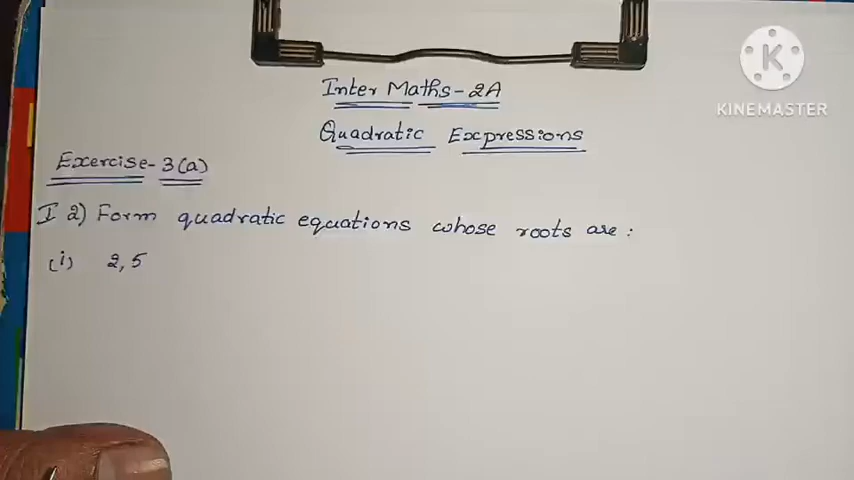 Inter Maths-2A
Quadratic Expressions
Exercise-3(a)
I 2) Form quadratic equations whose roots are :
(i) 2,5
K
KINEMASTER